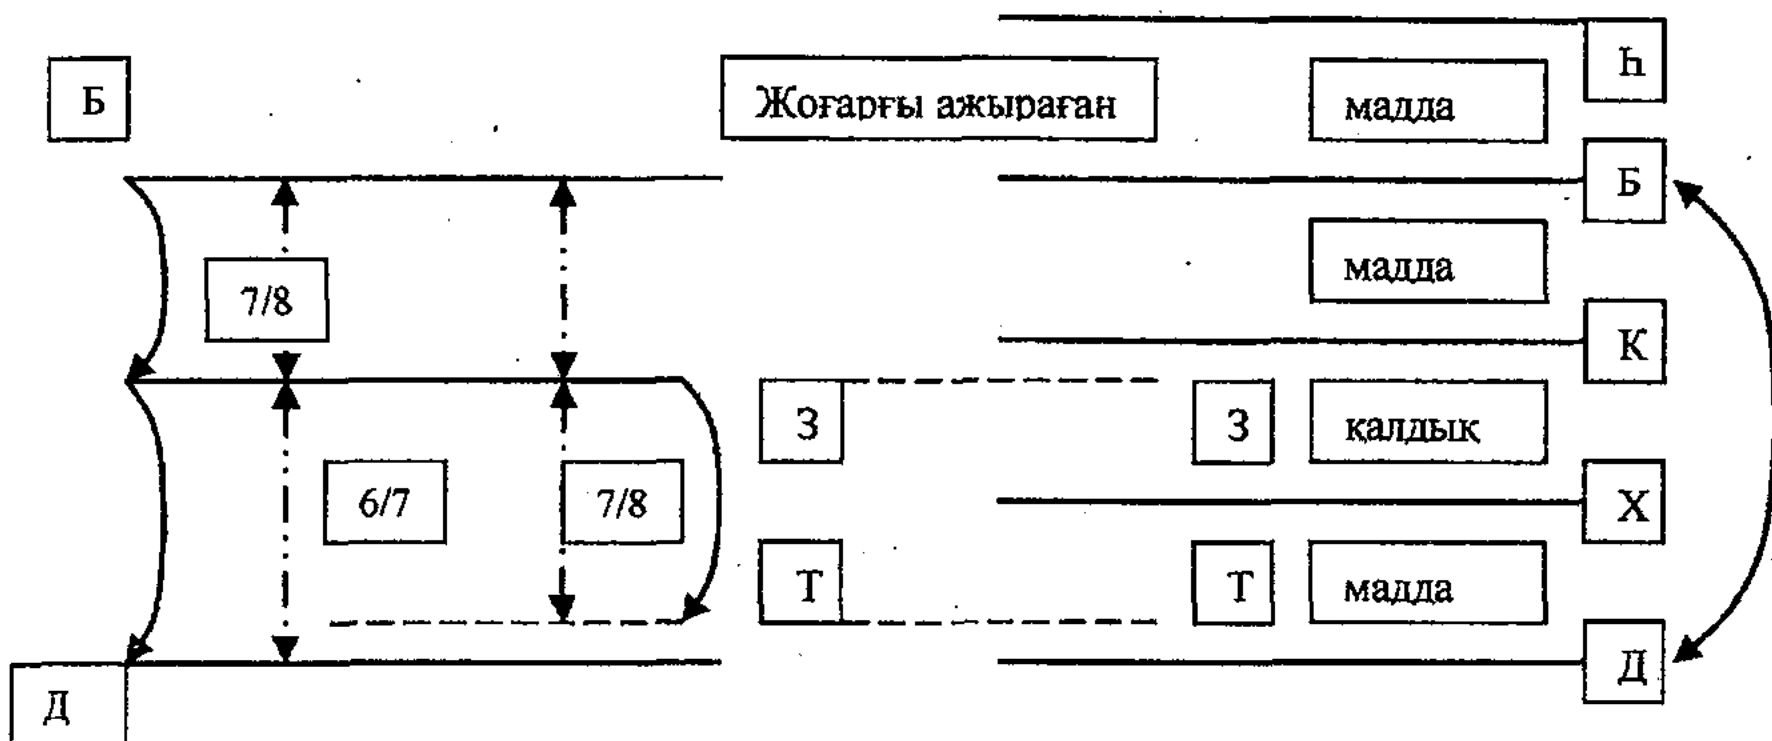 Һ
Б
Жоғарғы ажыраған
мадда
Б
мадда
7/8
К
З
З
қалдық
6/7
7/8
Х
Т
Т
мадда
Д
Д